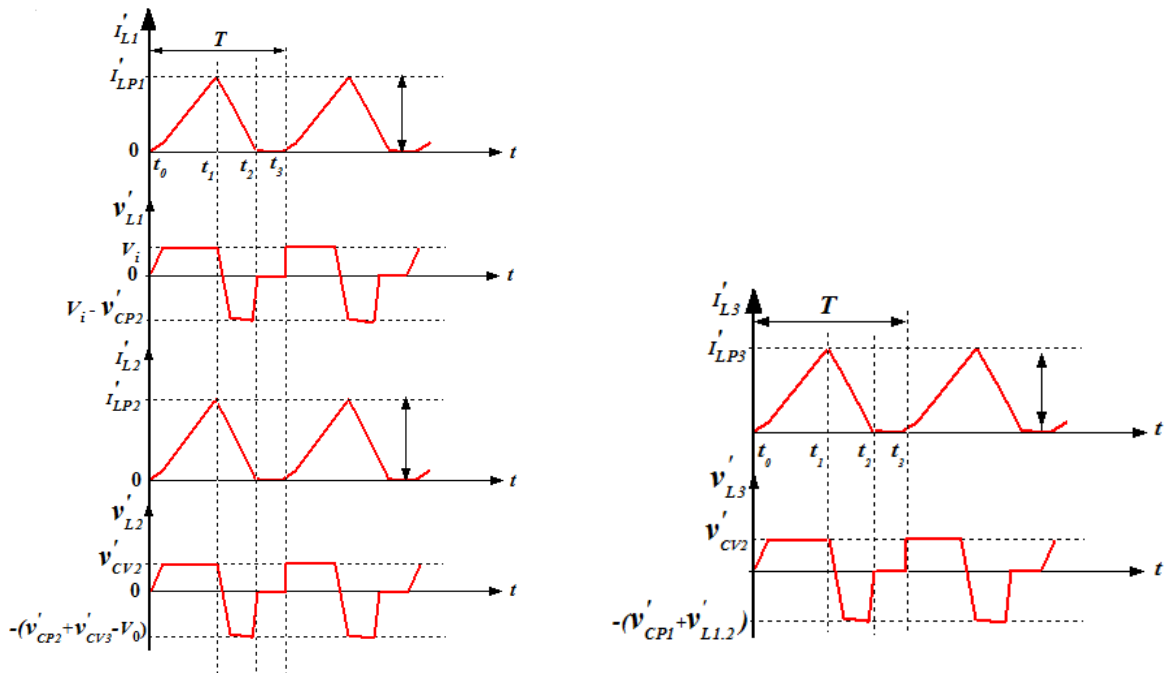 I'L1
T
I'LP1
0
t0 t1 t2 t3 t
v'L1
Vi
0
t
Vi - v'CP2
I'L2
I'LP2
0
t
v'L2
v'CV2
0
t
-(v'CP2+v'CV3-V0)
I'L3
T
I'LP3
t0 t1 t2 t3 t
v'L3
v'CV2
t
-(v'CP1+v'L1.2)